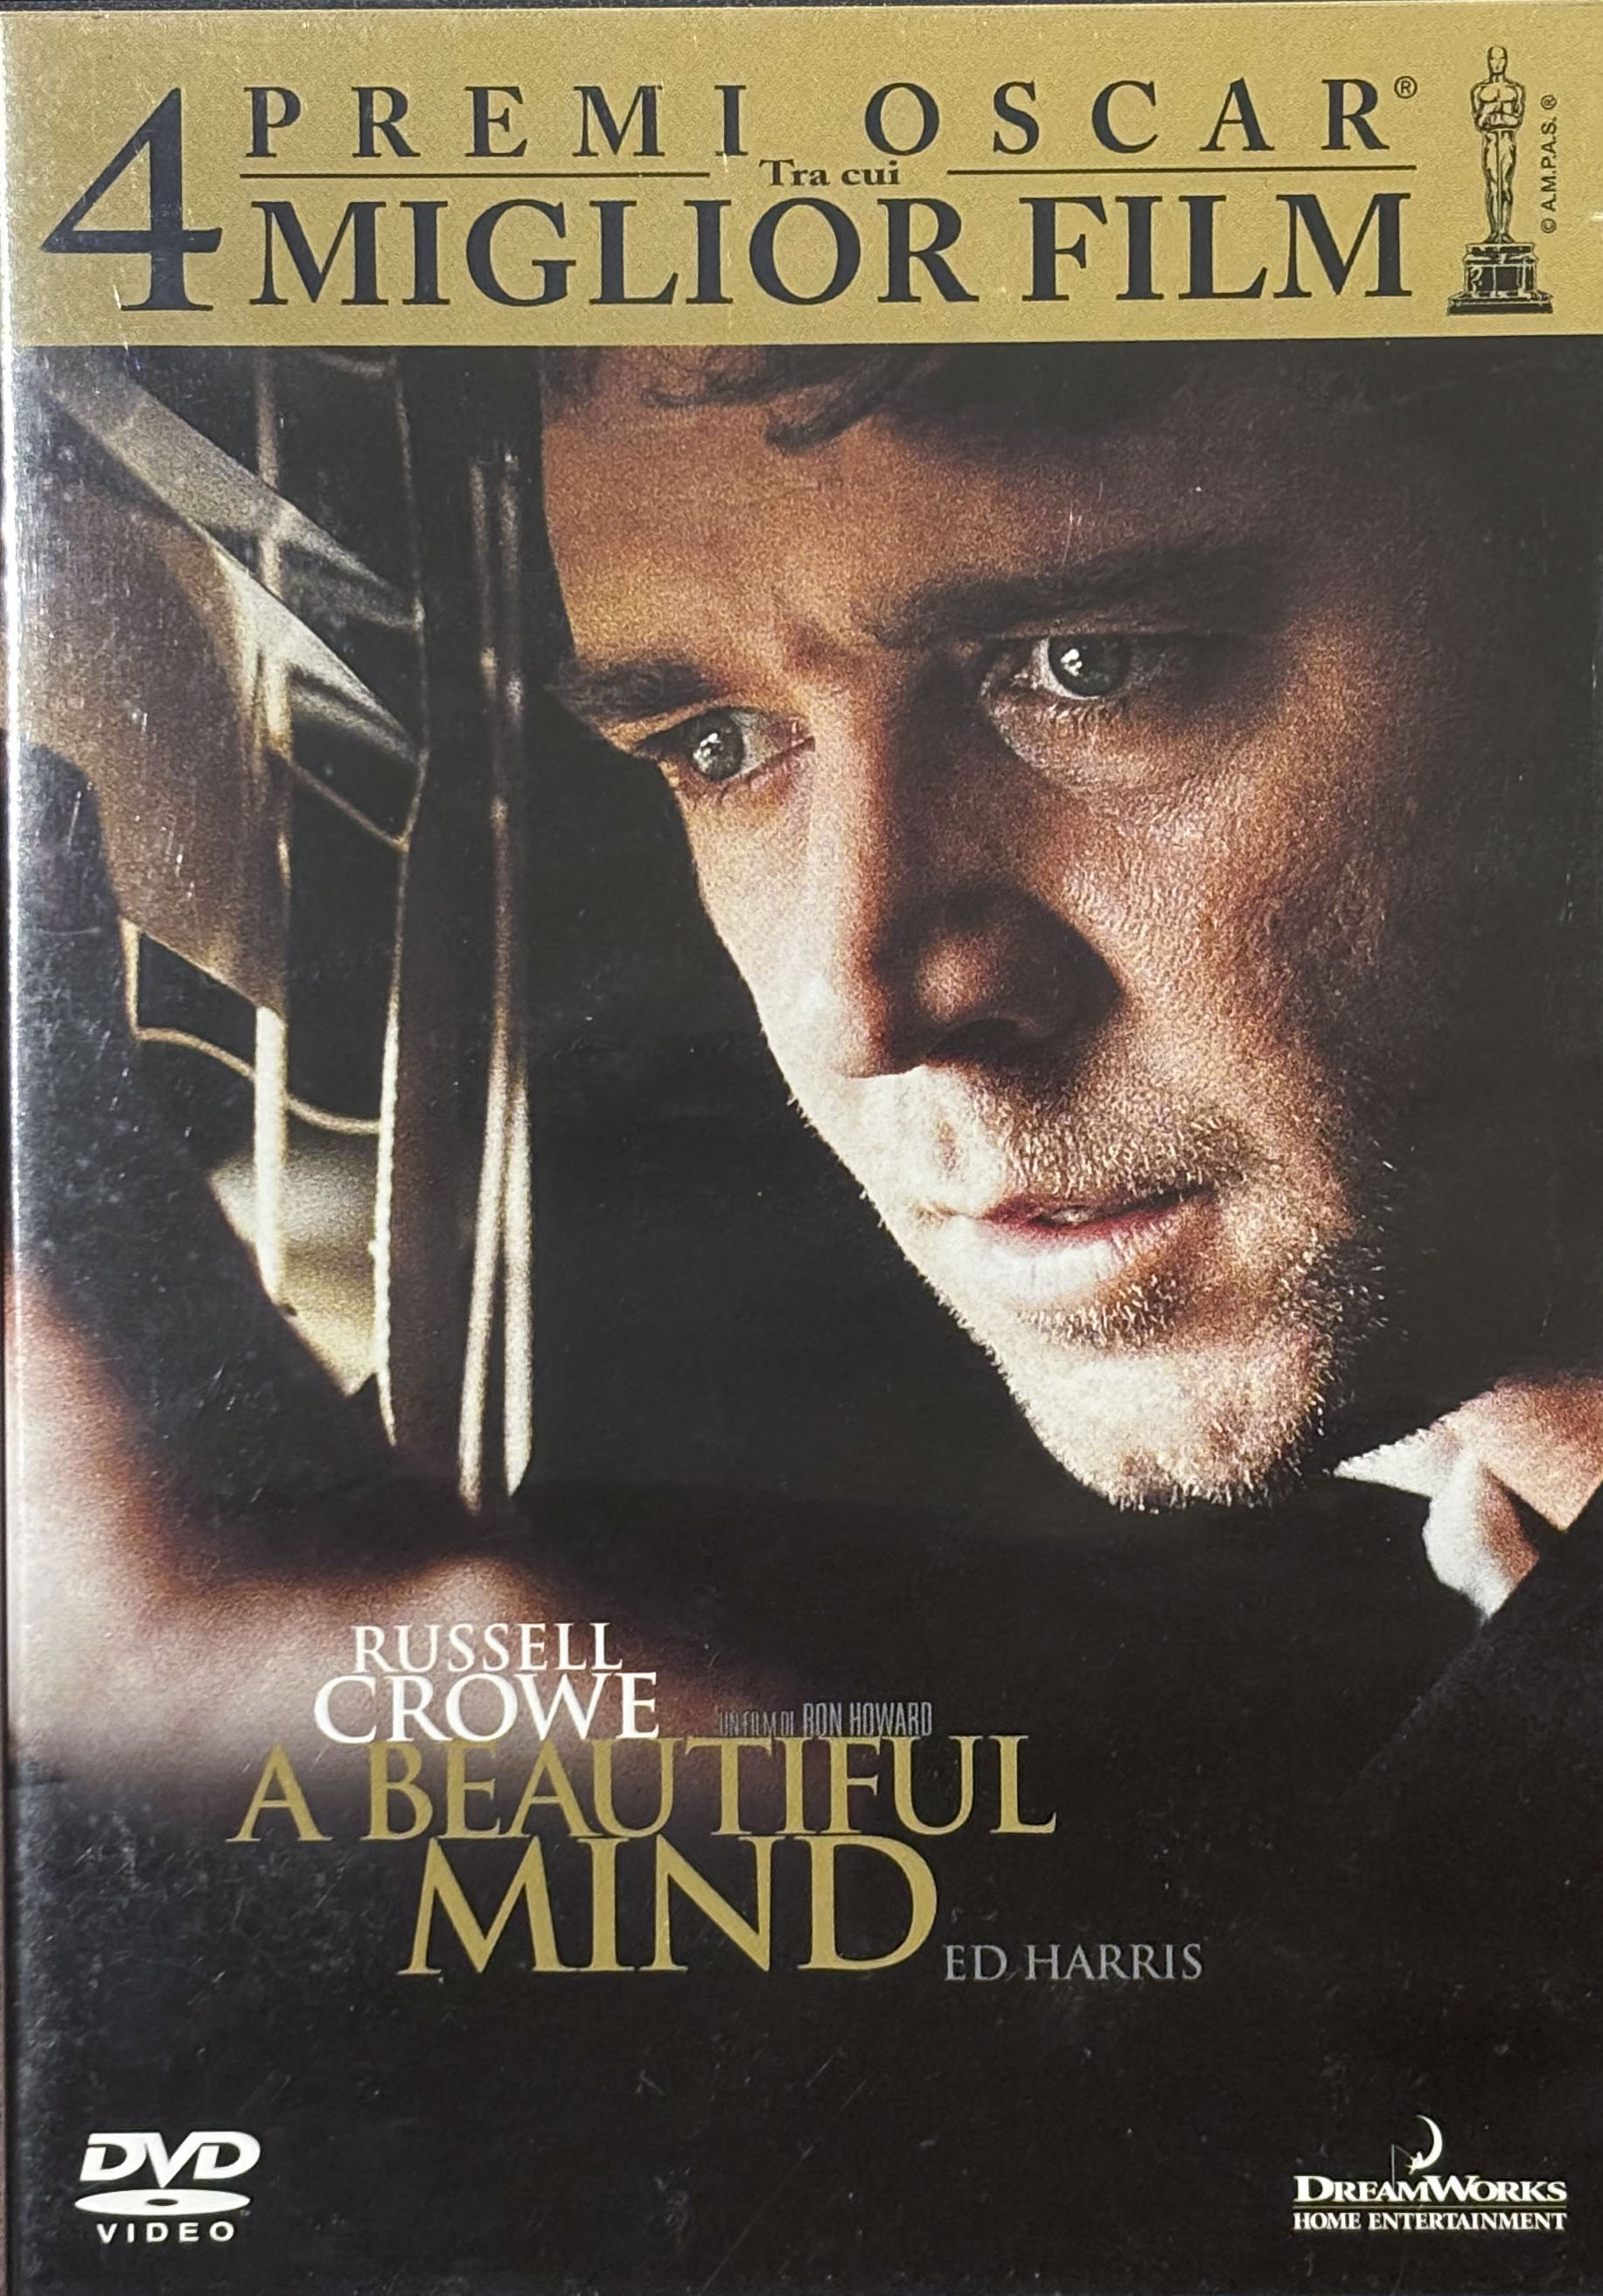 4 PREMI OSCAR®
Tra cui
MIGLIOR FILM
© A.M.P.A.S. ®
RUSSELL
CROWE
UN FILM DI RON HOWARD
A BEAUTIFUL
MIND
ED HARRIS
DVD
VIDEO
DREAMWORKS
HOME ENTERTAINMENT